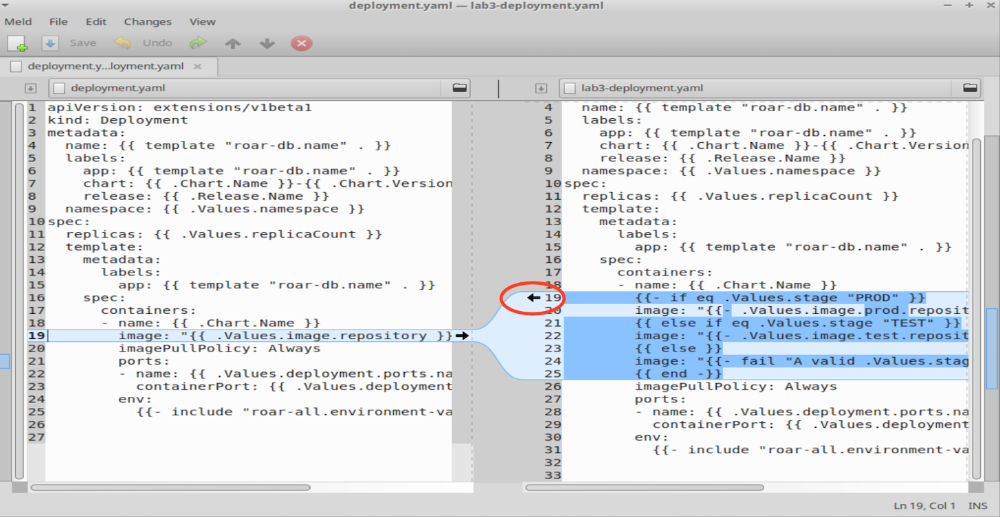 deployment.yaml — lab3-deployment.yaml
Meld File Edit Changes View
Save Undo
deployment.y...loyment.yaml
deployment.yaml
1 apiVersion: extensions/v1beta1
2 kind: Deployment
3 metadata:
4 name: {{ template "roar-db.name" . }}
5 labels:
6 app: {{ template "roar-db.name" . }}
7 chart: {{ .Chart.Name }}-{{ .Chart.Version
8 release: {{ .Release.Name }}
9 namespace: {{ .Values.namespace }}
10 spec:
11 replicas: {{ .Values.replicaCount }}
12 template:
13 metadata:
14 labels:
15 app: {{ template "roar-db.name" . }}
16 spec:
17 containers:
18 - name: {{ .Chart.Name }}
19 image: "{{ .Values.image.repository }}
20 imagePullPolicy: Always
21 ports:
22 - name: {{ .Values.deployment.ports.na
23 containerPort: {{ .Values.deployment
24 env:
25 {{- include "roar-all.environment-va
26
27
lab3-deployment.yaml
4 name: {{ template "roar-db.name" . }}
5 labels:
6 app: {{ template "roar-db.name" . }}
7 chart: {{ .Chart.Name }}-{{ .Chart.Version
8 release: {{ .Release.Name }}
9 namespace: {{ .Values.namespace }}
10 spec:
11 replicas: {{ .Values.replicaCount }}
12 template:
13 metadata:
14 labels:
15 app: {{ template "roar-db.name" . }}
16 spec:
17 containers:
18 - name: {{ .Chart.Name }}
19 {{- if eq .Values.stage "PROD" }}
20 image: "{{- .Values.image.prod.reposit
21 {{ else if eq .Values.stage "TEST" }}
22 image: "{{- .Values.image.test.reposit
23 {{ else }}
24 image: "{{- fail "A valid .Values.stag
25 {{ end -}}
26 imagePullPolicy: Always
27 ports:
28 - name: {{ .Values.deployment.ports.na
29 containerPort: {{ .Values.deployment
30 env:
31 {{- include "roar-all.environment-va
32
33
Ln 19, Col 1 INS